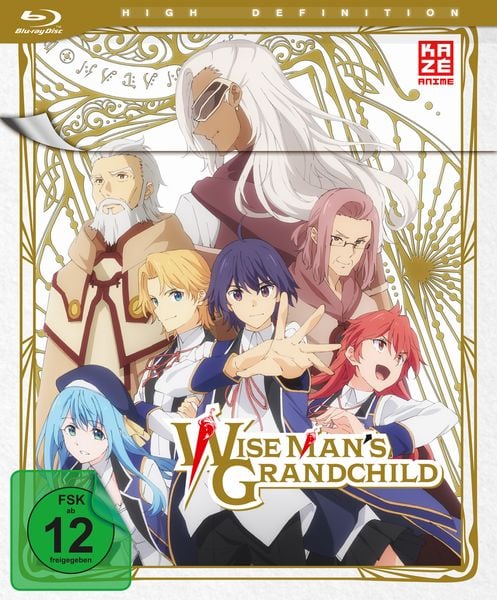 Blu-ray Disc
HIGH DEFINITION
KAZÉ
ANIME
WISE MAN'S
GRANDCHILD
FSK
ab
12
freigegeben